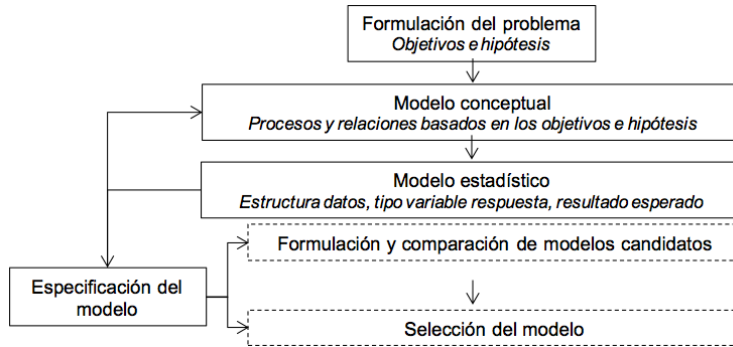 Formulación del problema
Objetivos e hipótesis
Modelo conceptual
Procesos y relaciones basados en los objetivos e hipótesis
Modelo estadístico
Estructura datos, tipo variable respuesta, resultado esperado
Formulación y comparación de modelos candidatos
Especificación del
modelo
Selección del modelo